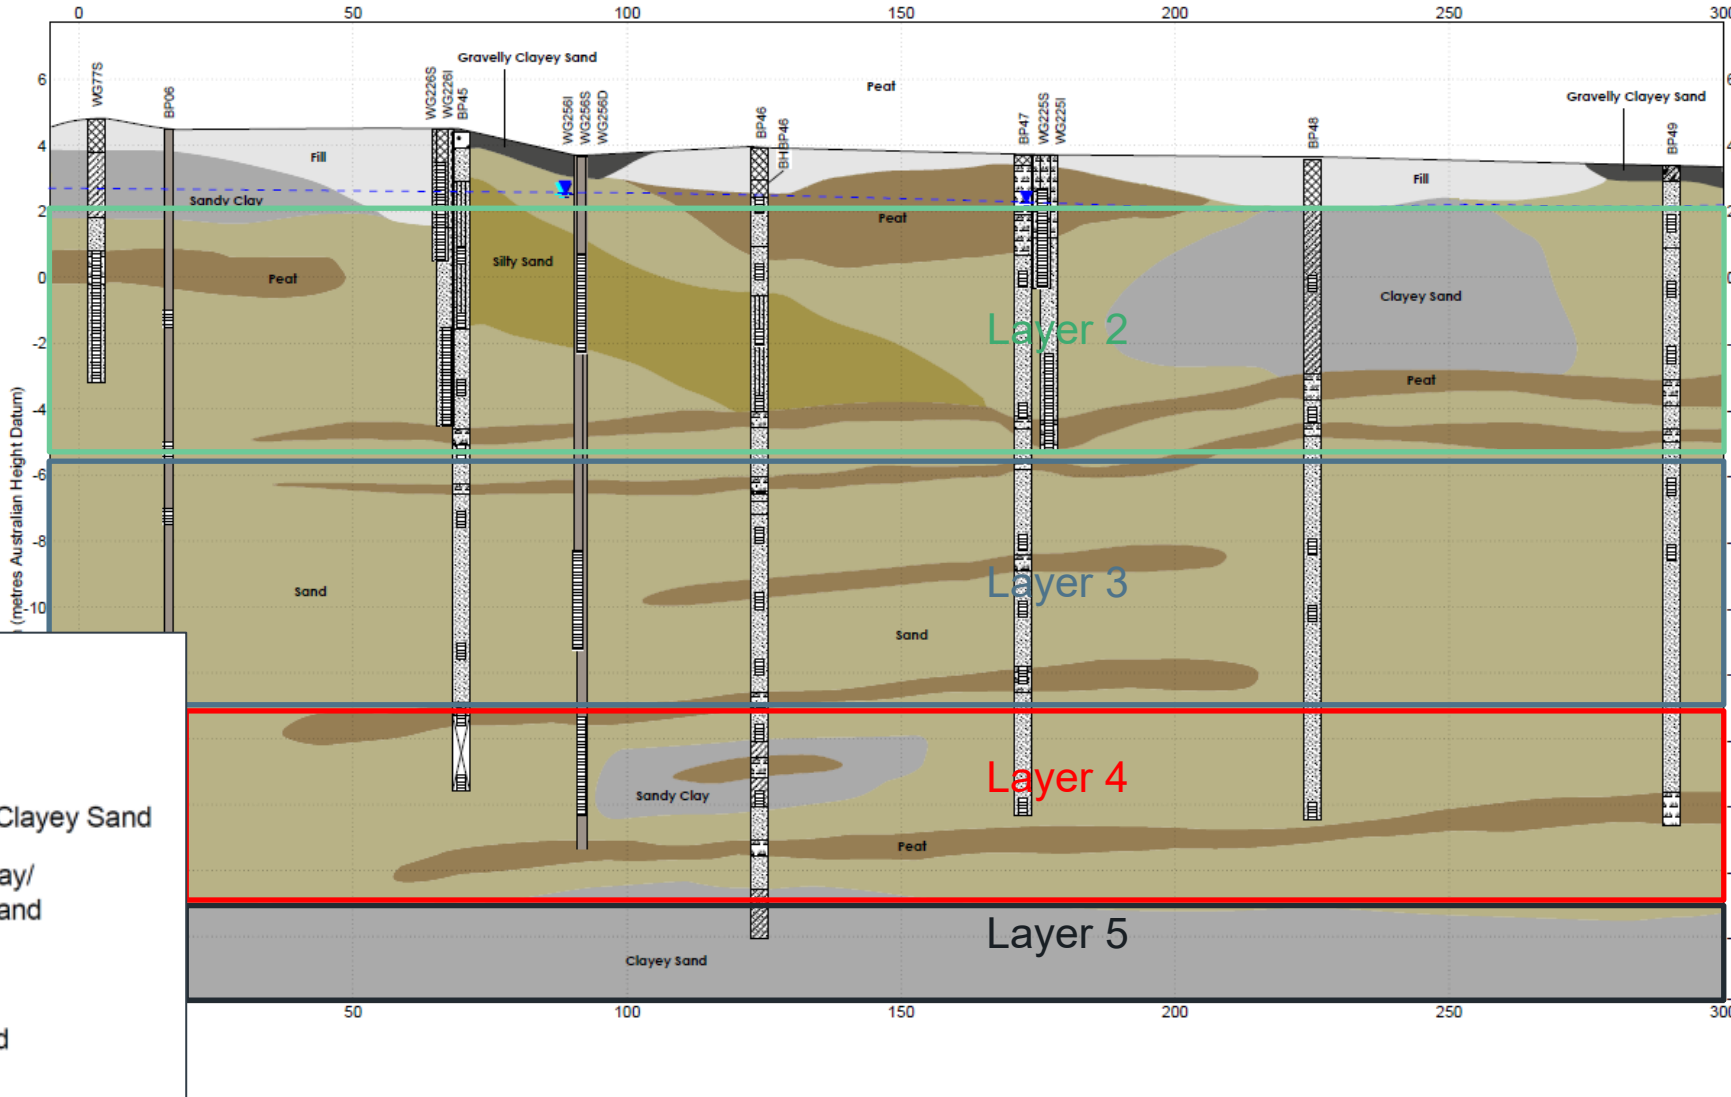 0 50 100 150 200 250 300
Gravelly Clayey Sand
Peat
Gravelly Clayey Sand
WG77S
BP06
WG226S
WG226I
BP45
WG256I
WG256S
WG256D
BP46
BHBP46
BP47
WG225S
WG225I
BP48
BP49
6
4
2
0
-2
-4
-6
-8
-10
(metres Australian Height Datum)
Fill
Fill
Sandy Clay
Peat
Silty Sand
Peat
Clayey Sand
Layer 2
Peat
Sand
Layer 3
Sand
Layer 4
Sandy Clay
Peat
Layer 5
Clayey Sand
50 100 150 200 250 300
Clayey Sand
ay/
and
d